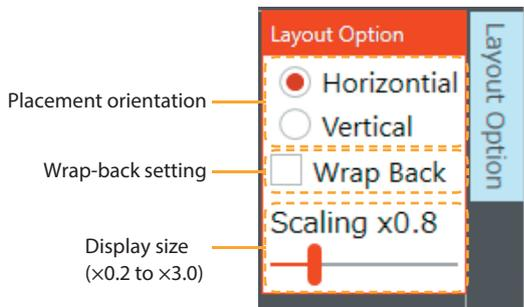 Layout Option
Layout Option
Placement orientation
Horizontial
Vertical
Wrap-back setting
Wrap Back
Scaling x0.8
Display size
(×0.2 to ×3.0)